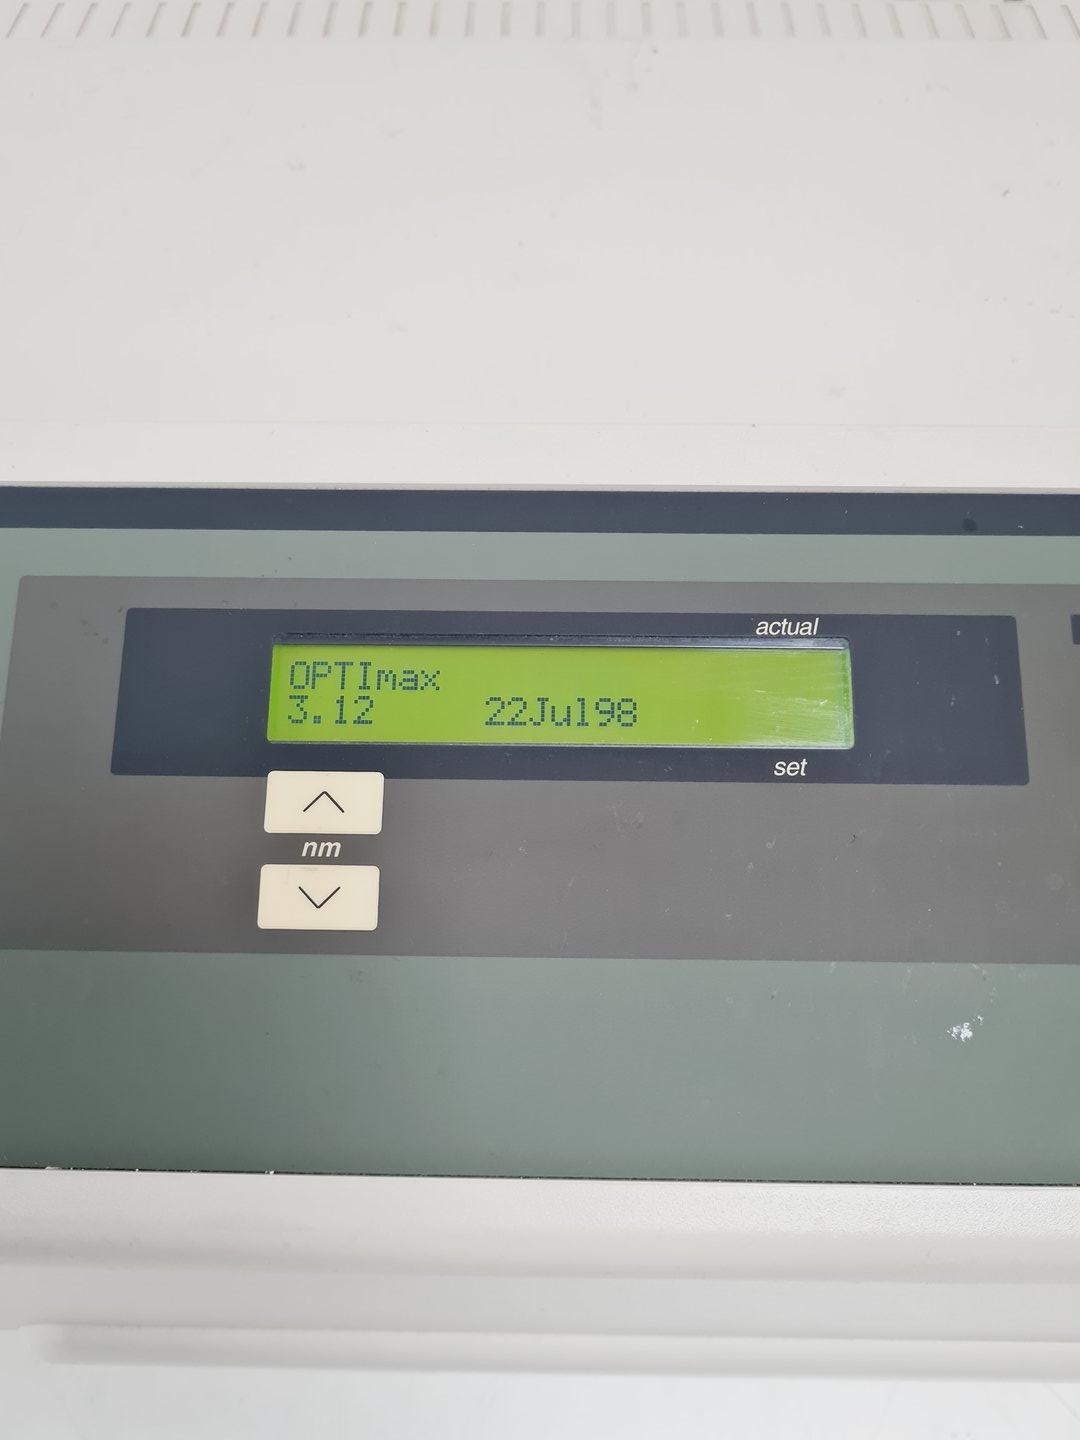 actual
OPTImax
3.12 22Jul98
set
nm